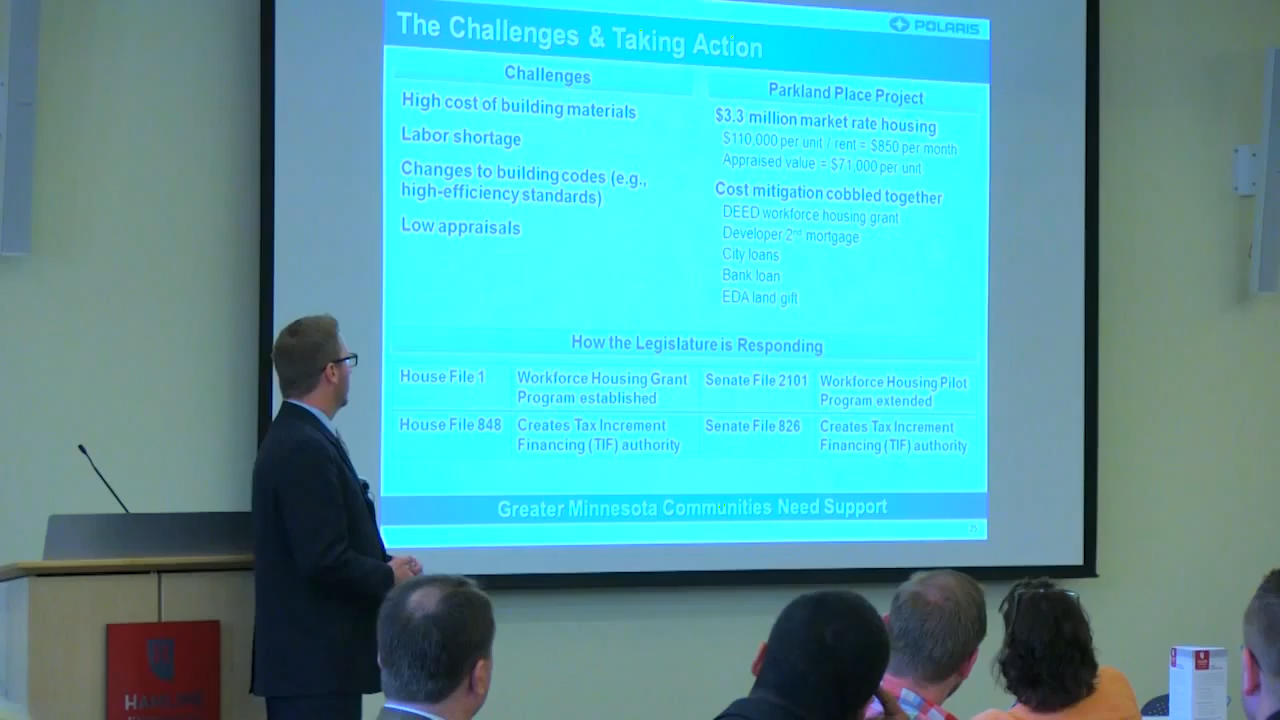 The Challenges & Taking Action
POLARIS
Challenges
High cost of building materials
Labor shortage
Changes to building codes (e.g.,
high-efficiency standards)
Low appraisals
Parkland Place Project
$3.3 million market rate housing
$110,000 per unit / rent = $850 per month
Appraised value = $71,000 per unit
Cost mitigation cobbled together
DEED workforce housing grant
Developer 2nd mortgage
City loans
Bank loan
EDA land gift
How the Legislature is Responding
House File 1
Workforce Housing Grant
Program established
Senate File 2101
Workforce Housing Pilot
Program extended
House File 848
Creates Tax Increment
Financing (TIF) authority
Senate File 826
Creates Tax Increment
Financing (TIF) authority
Greater Minnesota Communities Need Support
25